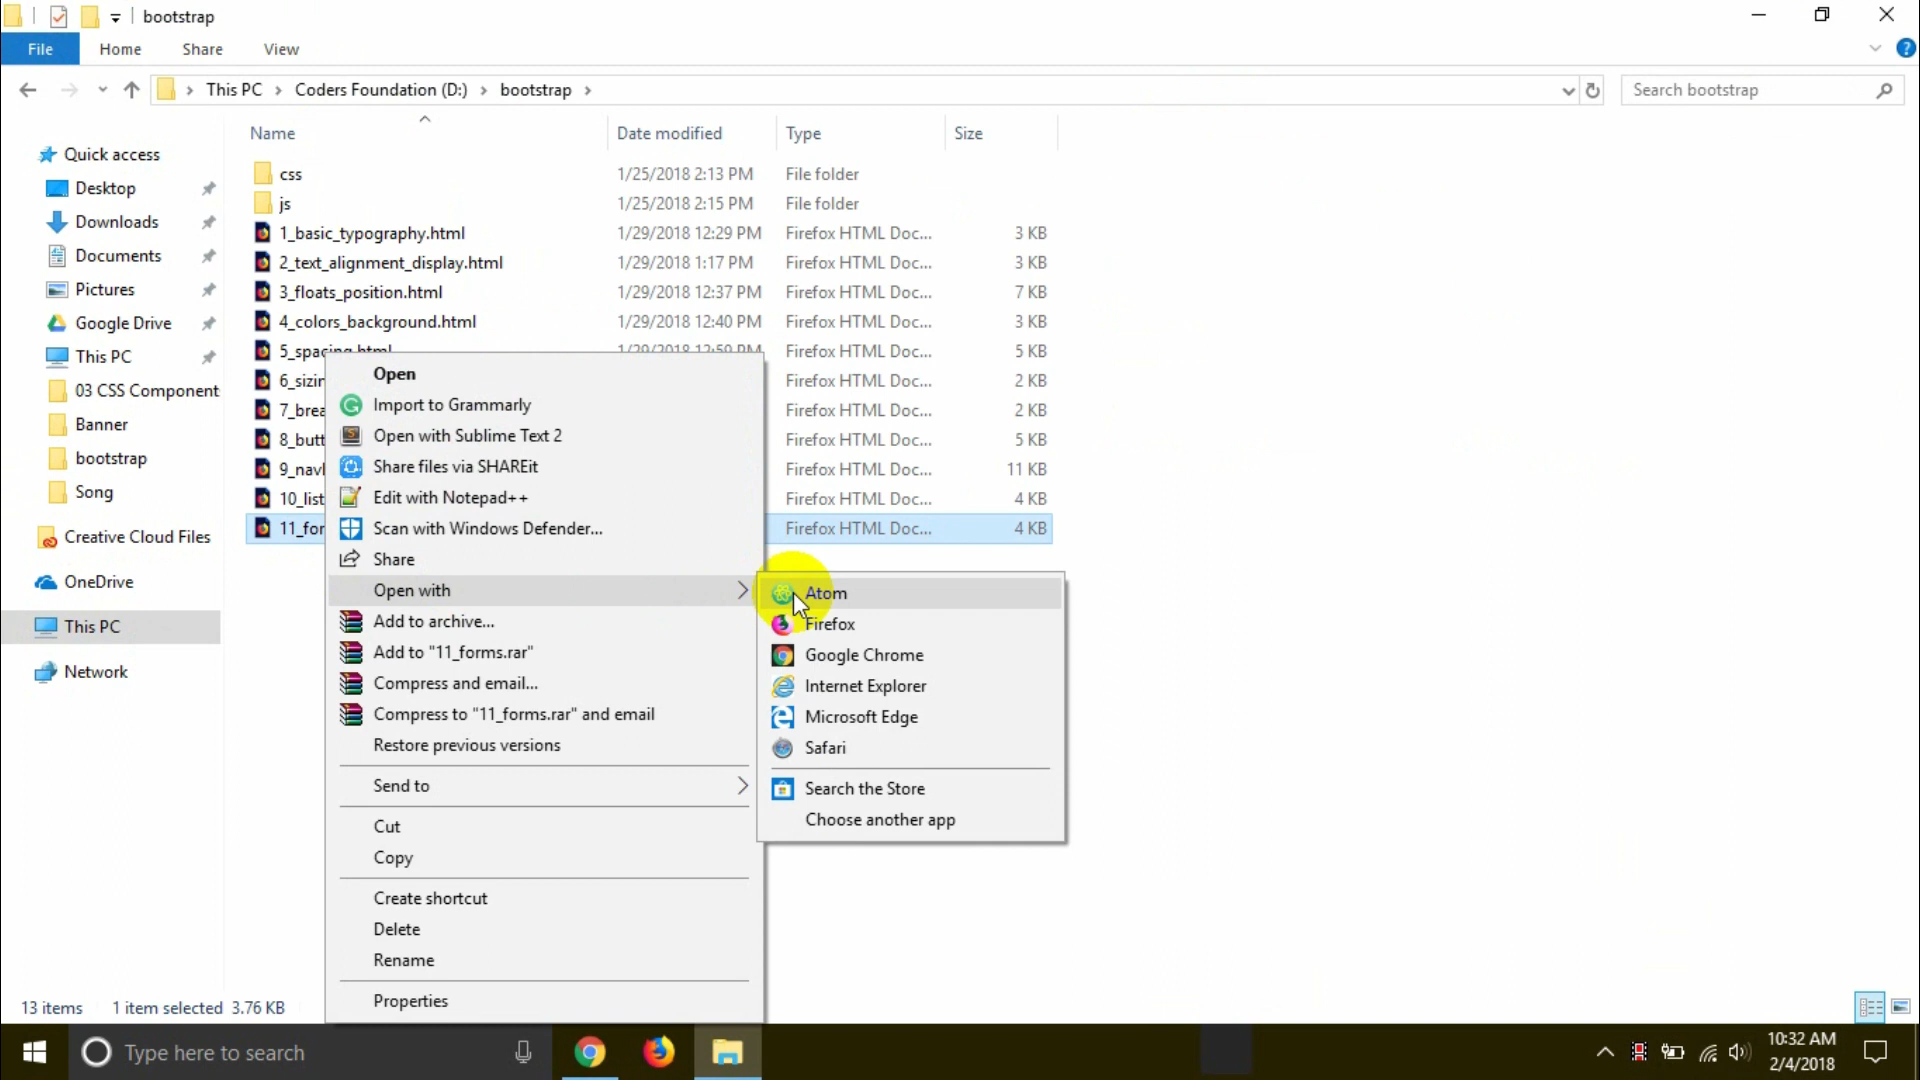 bootstrap
File Home Share View
This PC Coders Foundation (D:) bootstrap
Search bootstrap
Name Date modified Type Size
Quick access
Desktop
Downloads
Documents
Pictures
Google Drive
This PC
03 CSS Component
Banner
bootstrap
Song
Creative Cloud Files
OneDrive
This PC
Network
css 1/25/2018 2:13 PM File folder
js 1/25/2018 2:15 PM File folder
1_basic_typography.html 1/29/2018 12:29 PM Firefox HTML Doc... 3 KB
2_text_alignment_display.html 1/29/2018 1:17 PM Firefox HTML Doc... 3 KB
3_floats_position.html 1/29/2018 12:37 PM Firefox HTML Doc... 7 KB
4_colors_background.html 1/29/2018 12:40 PM Firefox HTML Doc... 3 KB
5_spacing.html 1/29/2018 12:59 PM Firefox HTML Doc... 5 KB
6_sizin Firefox HTML Doc... 2 KB
7_brea Firefox HTML Doc... 2 KB
8_butt Firefox HTML Doc... 5 KB
9_navl Firefox HTML Doc... 11 KB
10_list Firefox HTML Doc... 4 KB
11_for Firefox HTML Doc... 4 KB
Open
Import to Grammarly
Open with Sublime Text 2
Share files via SHAREit
Edit with Notepad++
Scan with Windows Defender...
Share
Open with
Add to archive...
Add to "11_forms.rar"
Compress and email...
Compress to "11_forms.rar" and email
Restore previous versions
Send to
Cut
Copy
Create shortcut
Delete
Rename
Properties
Atom
Firefox
Google Chrome
Internet Explorer
Microsoft Edge
Safari
Search the Store
Choose another app
13 items 1 item selected 3.76 KB
Type here to search
10:32 AM
2/4/2018